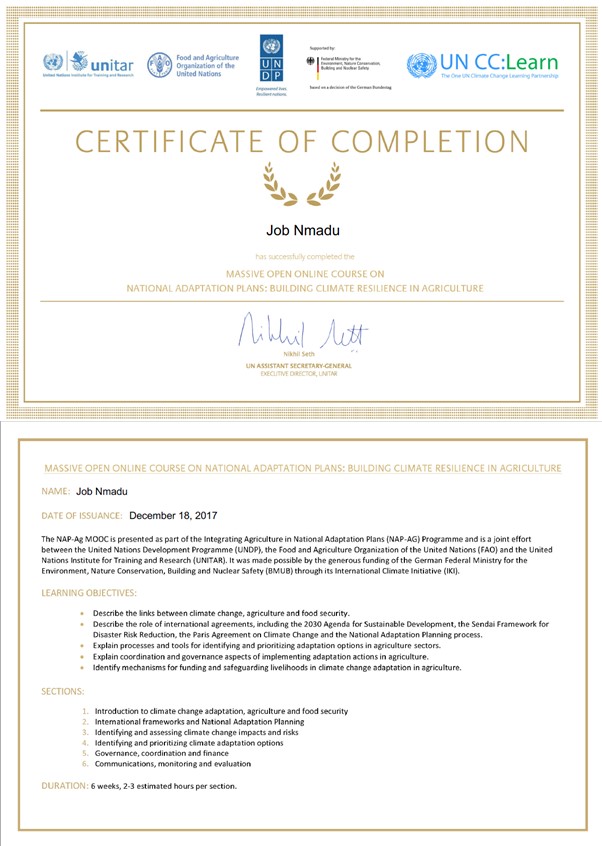 unitar
United Nations Institute for Training and Research
Food and Agriculture
Organization of the
United Nations
UN
DP
Empowered lives.
Resilient nations.
Supported by:
Federal Ministry for the
Environment, Nature Conservation,
Building and Nuclear Safety
based on a decision of the German Bundestag
UN CC:Learn
The One UN Climate Change Learning Partnership
CERTIFICATE OF COMPLETION
Job Nmadu
has successfully completed the
MASSIVE OPEN ONLINE COURSE ON
NATIONAL ADAPTATION PLANS: BUILDING CLIMATE RESILIENCE IN AGRICULTURE
Nikhil Seth
Nikhil Seth
UN ASSISTANT SECRETARY-GENERAL
EXECUTIVE DIRECTOR, UNITAR
MASSIVE OPEN ONLINE COURSE ON NATIONAL ADAPTATION PLANS: BUILDING CLIMATE RESILIENCE IN AGRICULTURE
NAME: Job Nmadu
DATE OF ISSUANCE: December 18, 2017
The NAP-Ag MOOC is presented as part of the Integrating Agriculture in National Adaptation Plans (NAP-AG) Programme and is a joint effort
between the United Nations Development Programme (UNDP), the Food and Agriculture Organization of the United Nations (FAO) and the United
Nations Institute for Training and Research (UNITAR). It was made possible by the generous funding of the German Federal Ministry for the
Environment, Nature Conservation, Building and Nuclear Safety (BMUB) through its International Climate Initiative (IKI).
LEARNING OBJECTIVES:
• Describe the links between climate change, agriculture and food security.
• Describe the role of international agreements, including the 2030 Agenda for Sustainable Development, the Sendai Framework for
Disaster Risk Reduction, the Paris Agreement on Climate Change and the National Adaptation Planning process.
• Explain processes and tools for identifying and prioritizing adaptation options in agriculture sectors.
• Explain coordination and governance aspects of implementing adaptation actions in agriculture.
• Identify mechanisms for funding and safeguarding livelihoods in climate change adaptation in agriculture.
SECTIONS:
1. Introduction to climate change adaptation, agriculture and food security
2. International frameworks and National Adaptation Planning
3. Identifying and assessing climate change impacts and risks
4. Identifying and prioritizing climate adaptation options
5. Governance, coordination and finance
6. Communications, monitoring and evaluation
DURATION: 6 weeks, 2-3 estimated hours per section.